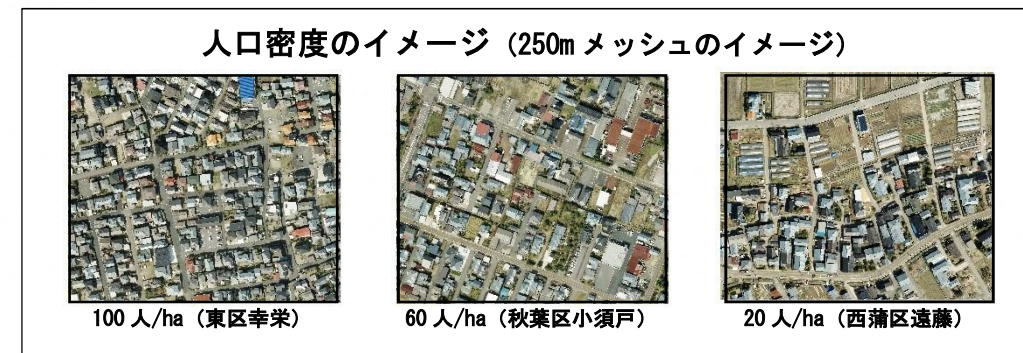 人口密度のイメージ（250m メッシュのイメージ）
100 人/ha（東区幸栄）
60 人/ha（秋葉区小須戸）
20 人/ha（西蒲区遠藤）